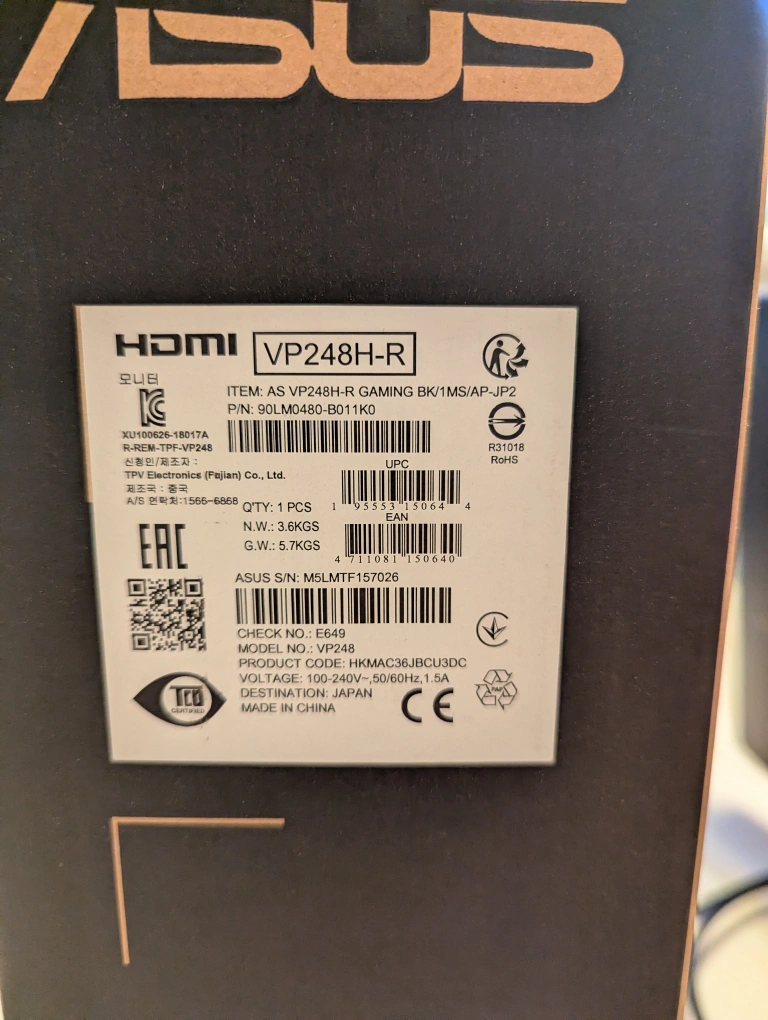 ASUS
HDMI
VP248H-R
모니터
ITEM: AS VP248H-R GAMING BK/1MS/AP-JP2
P/N: 90LM0480-B011K0
XU100626-18017A
R-REM-TPF-VP248
신청인/제조자 :
TPV Electronics (Fujian) Co., Ltd.
제조국 : 중국
A/S 연락처:1566-6868
R31018
RoHS
UPC
1 95553 15064 4
EAN
4 711081 150640
Q'TY: 1 PCS
N.W.: 3.6KGS
G.W.: 5.7KGS
EAC
ASUS S/N: M5LMTF157026
CHECK NO.: E649
MODEL NO.: VP248
PRODUCT CODE: HKMAC36JBCU3DC
VOLTAGE: 100-240V~,50/60Hz,1.5A
DESTINATION: JAPAN
MADE IN CHINA
TCO
CERTIFIED
CE
PAP